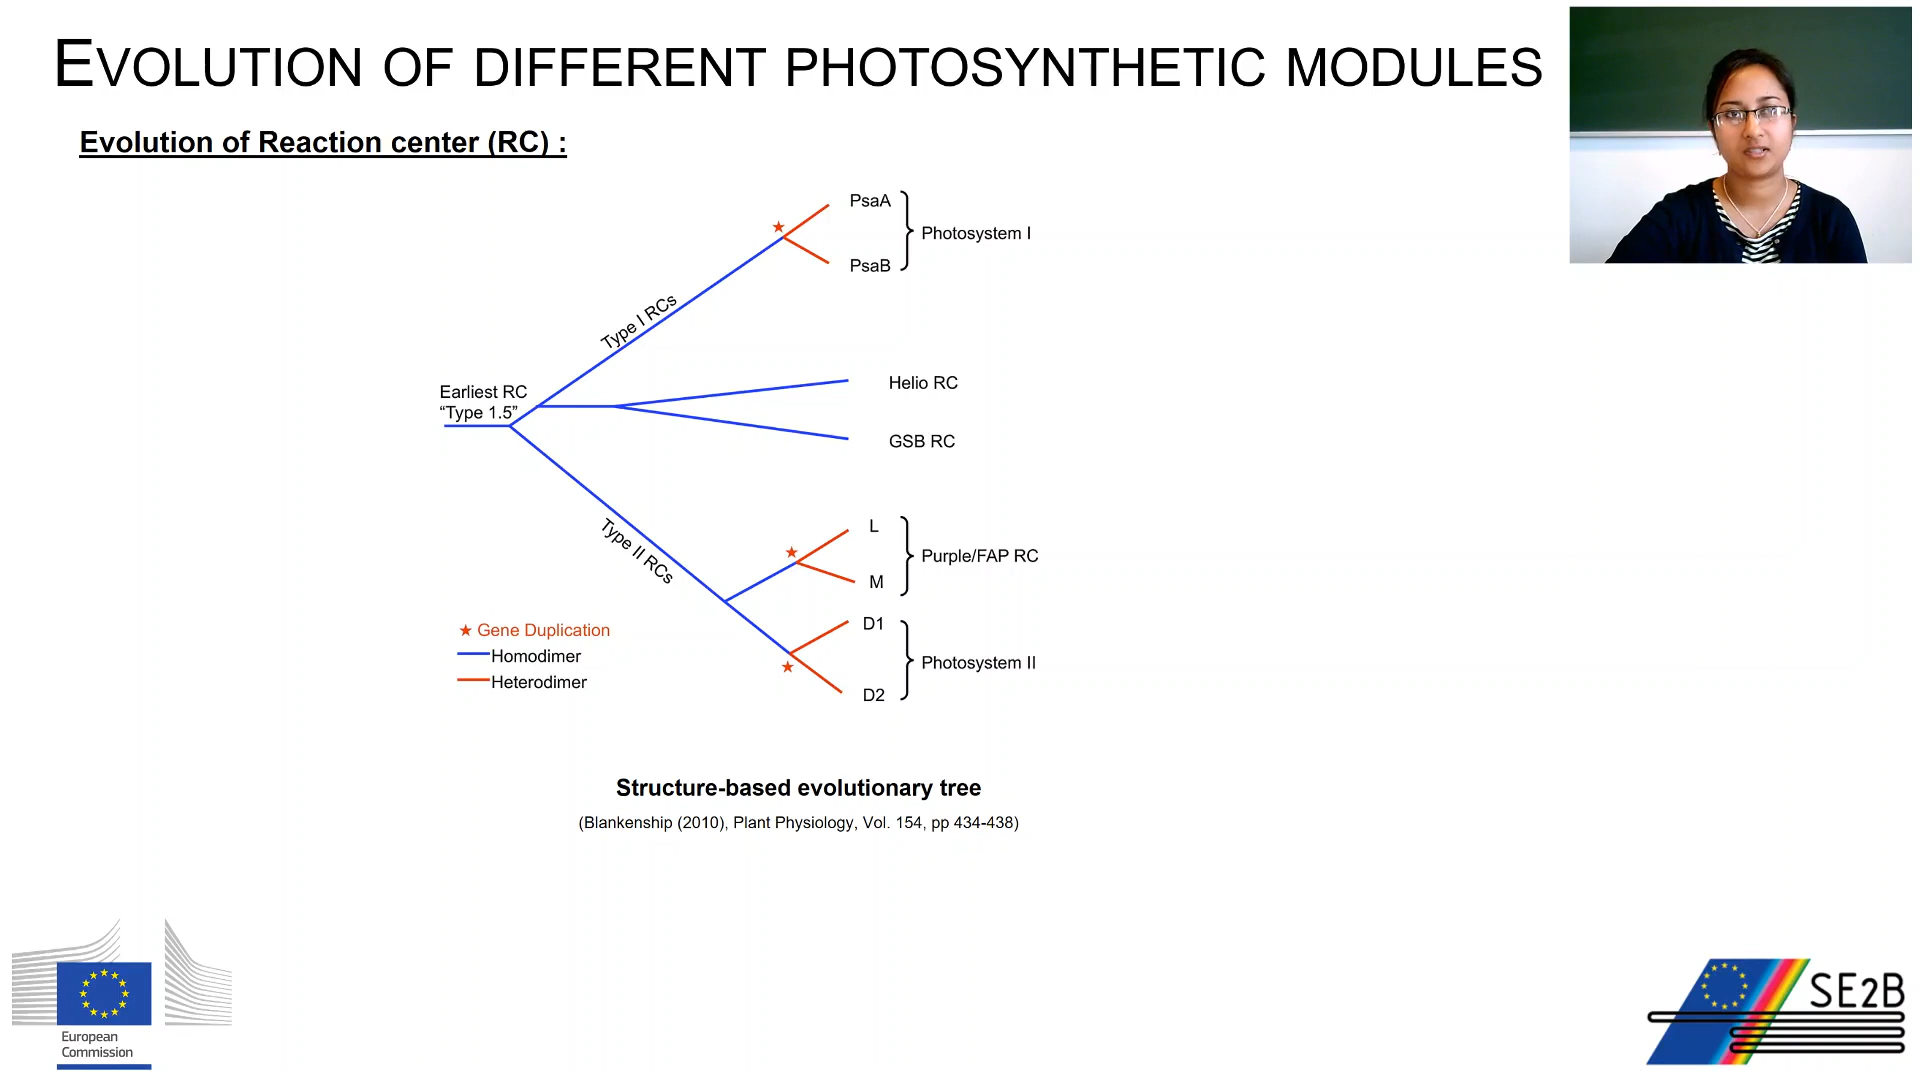 EVOLUTION OF DIFFERENT PHOTOSYNTHETIC MODULES
Evolution of Reaction center (RC) :
PsaA
Photosystem I
PsaB
Type I RCs
Helio RC
Earliest RC
“Type 1.5”
GSB RC
L
Type II RCs
Purple/FAP RC
M
D1
★ Gene Duplication
Homodimer
Photosystem II
Heterodimer
D2
Structure-based evolutionary tree
(Blankenship (2010), Plant Physiology, Vol. 154, pp 434-438)
SE2B
European
Commission